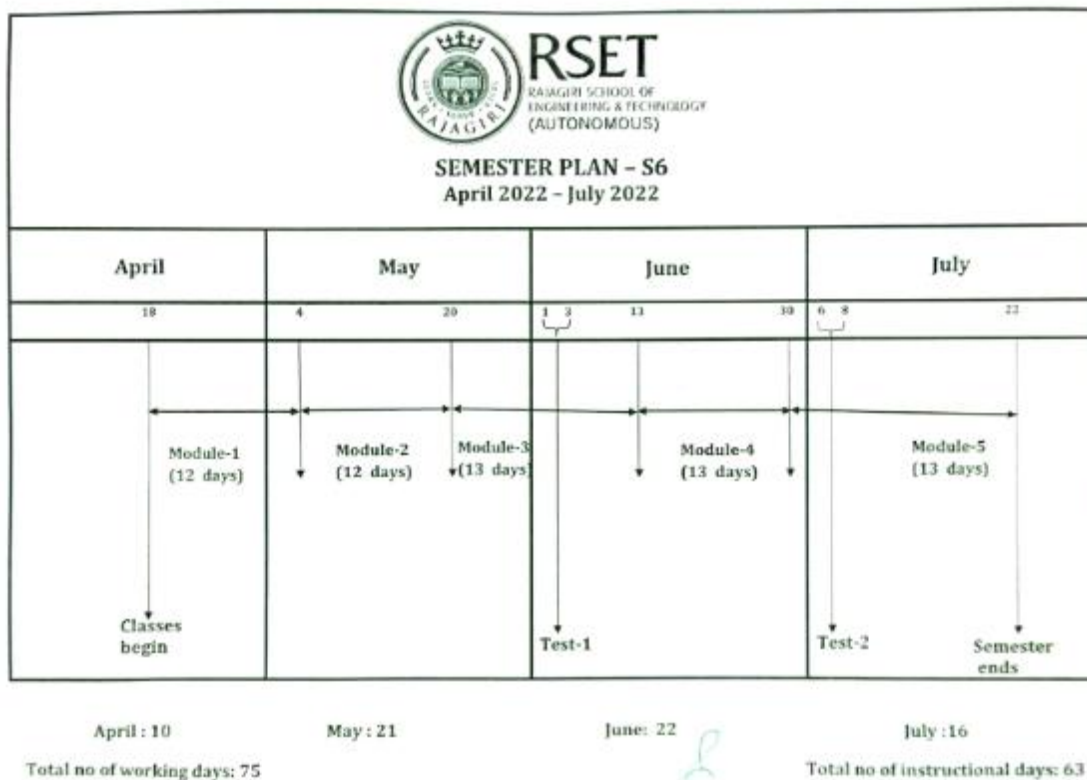 RSET
RAJAGIRI SCHOOL OF
ENGINEERING & TECHNOLOGY
(AUTONOMOUS)
RAJAGIRI
SEMESTER PLAN – S6
April 2022 – July 2022
April May June July
18 4 20 1 3 13 30 6 8 22
Module-1 Module-2 Module-3 Module-4 Module-5
(12 days) (12 days) (13 days) (13 days) (13 days)
Classes
begin
Test-1 Test-2 Semester
ends
April : 10 May : 21 June: 22 July :16
Total no of working days: 75 Total no of instructional days: 63